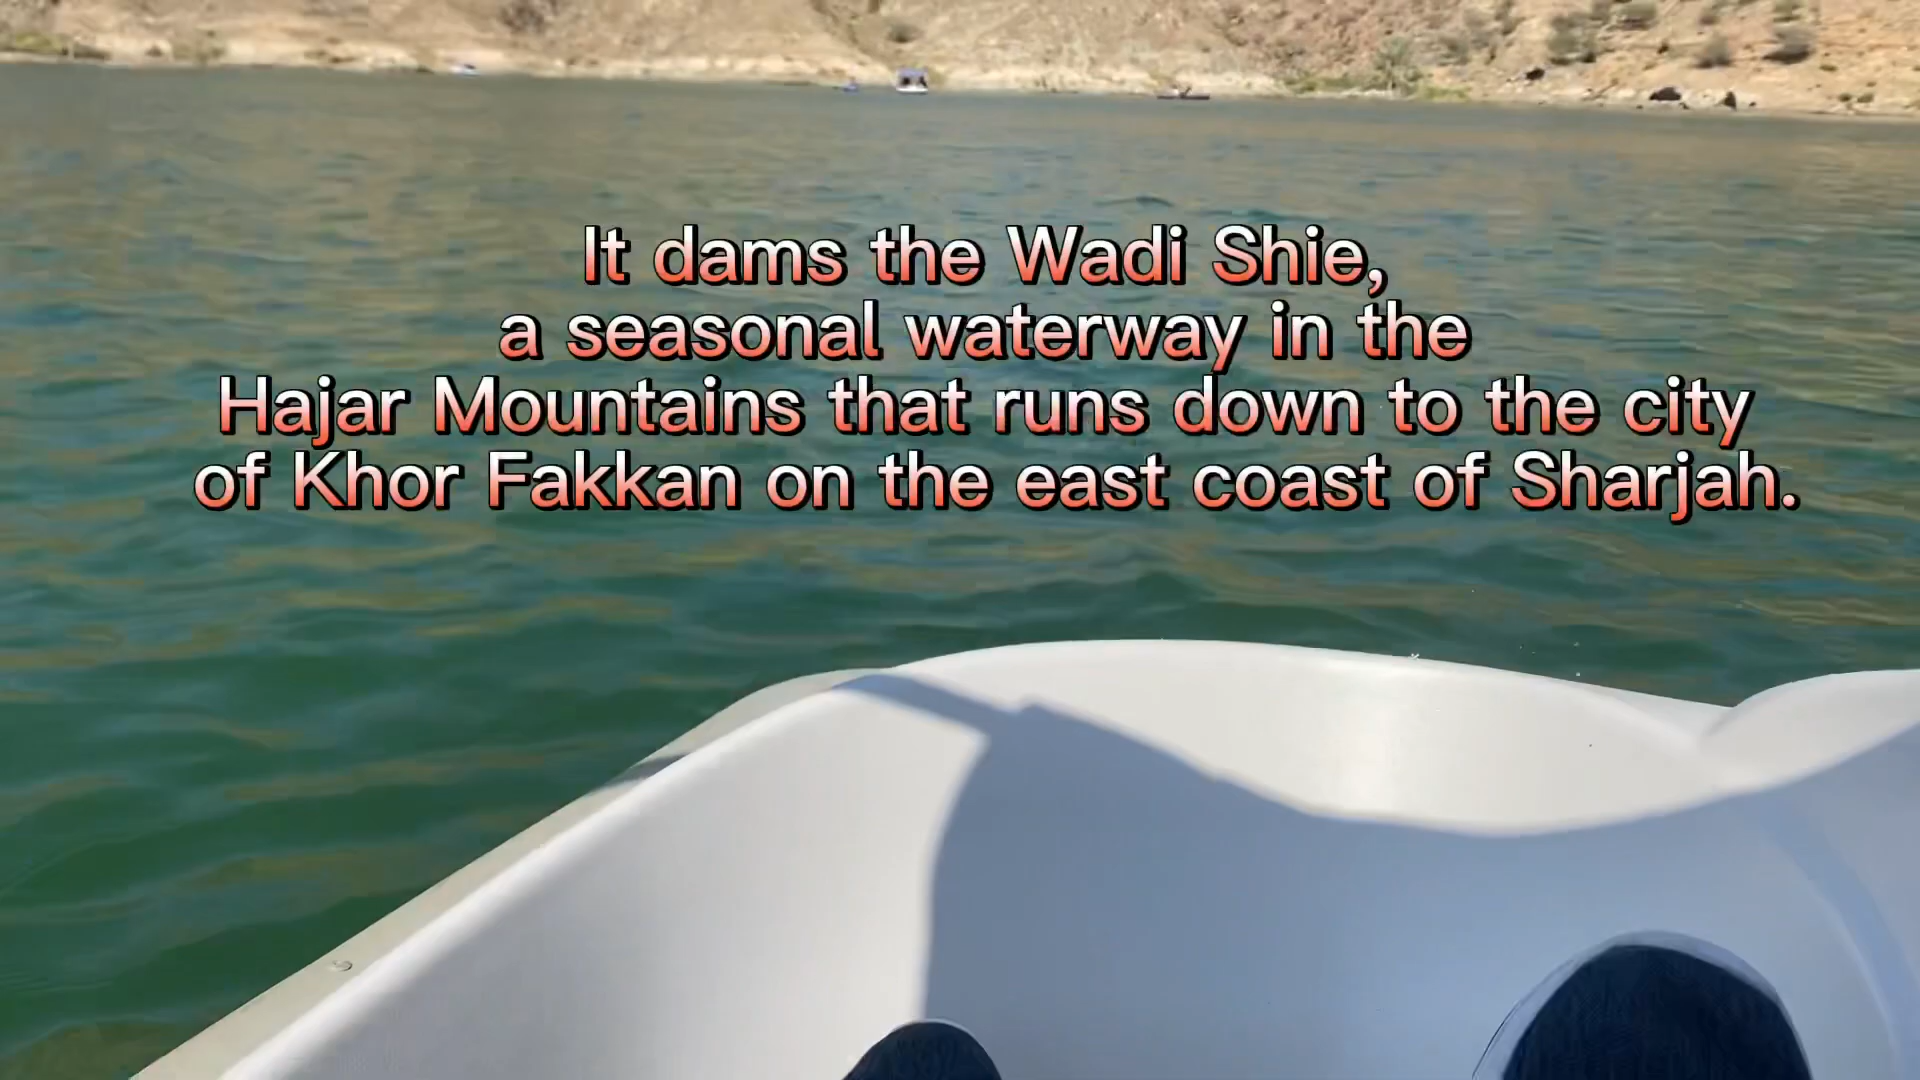 It dams the Wadi Shie,
a seasonal waterway in the
Hajar Mountains that runs down to the city
of Khor Fakkan on the east coast of Sharjah.